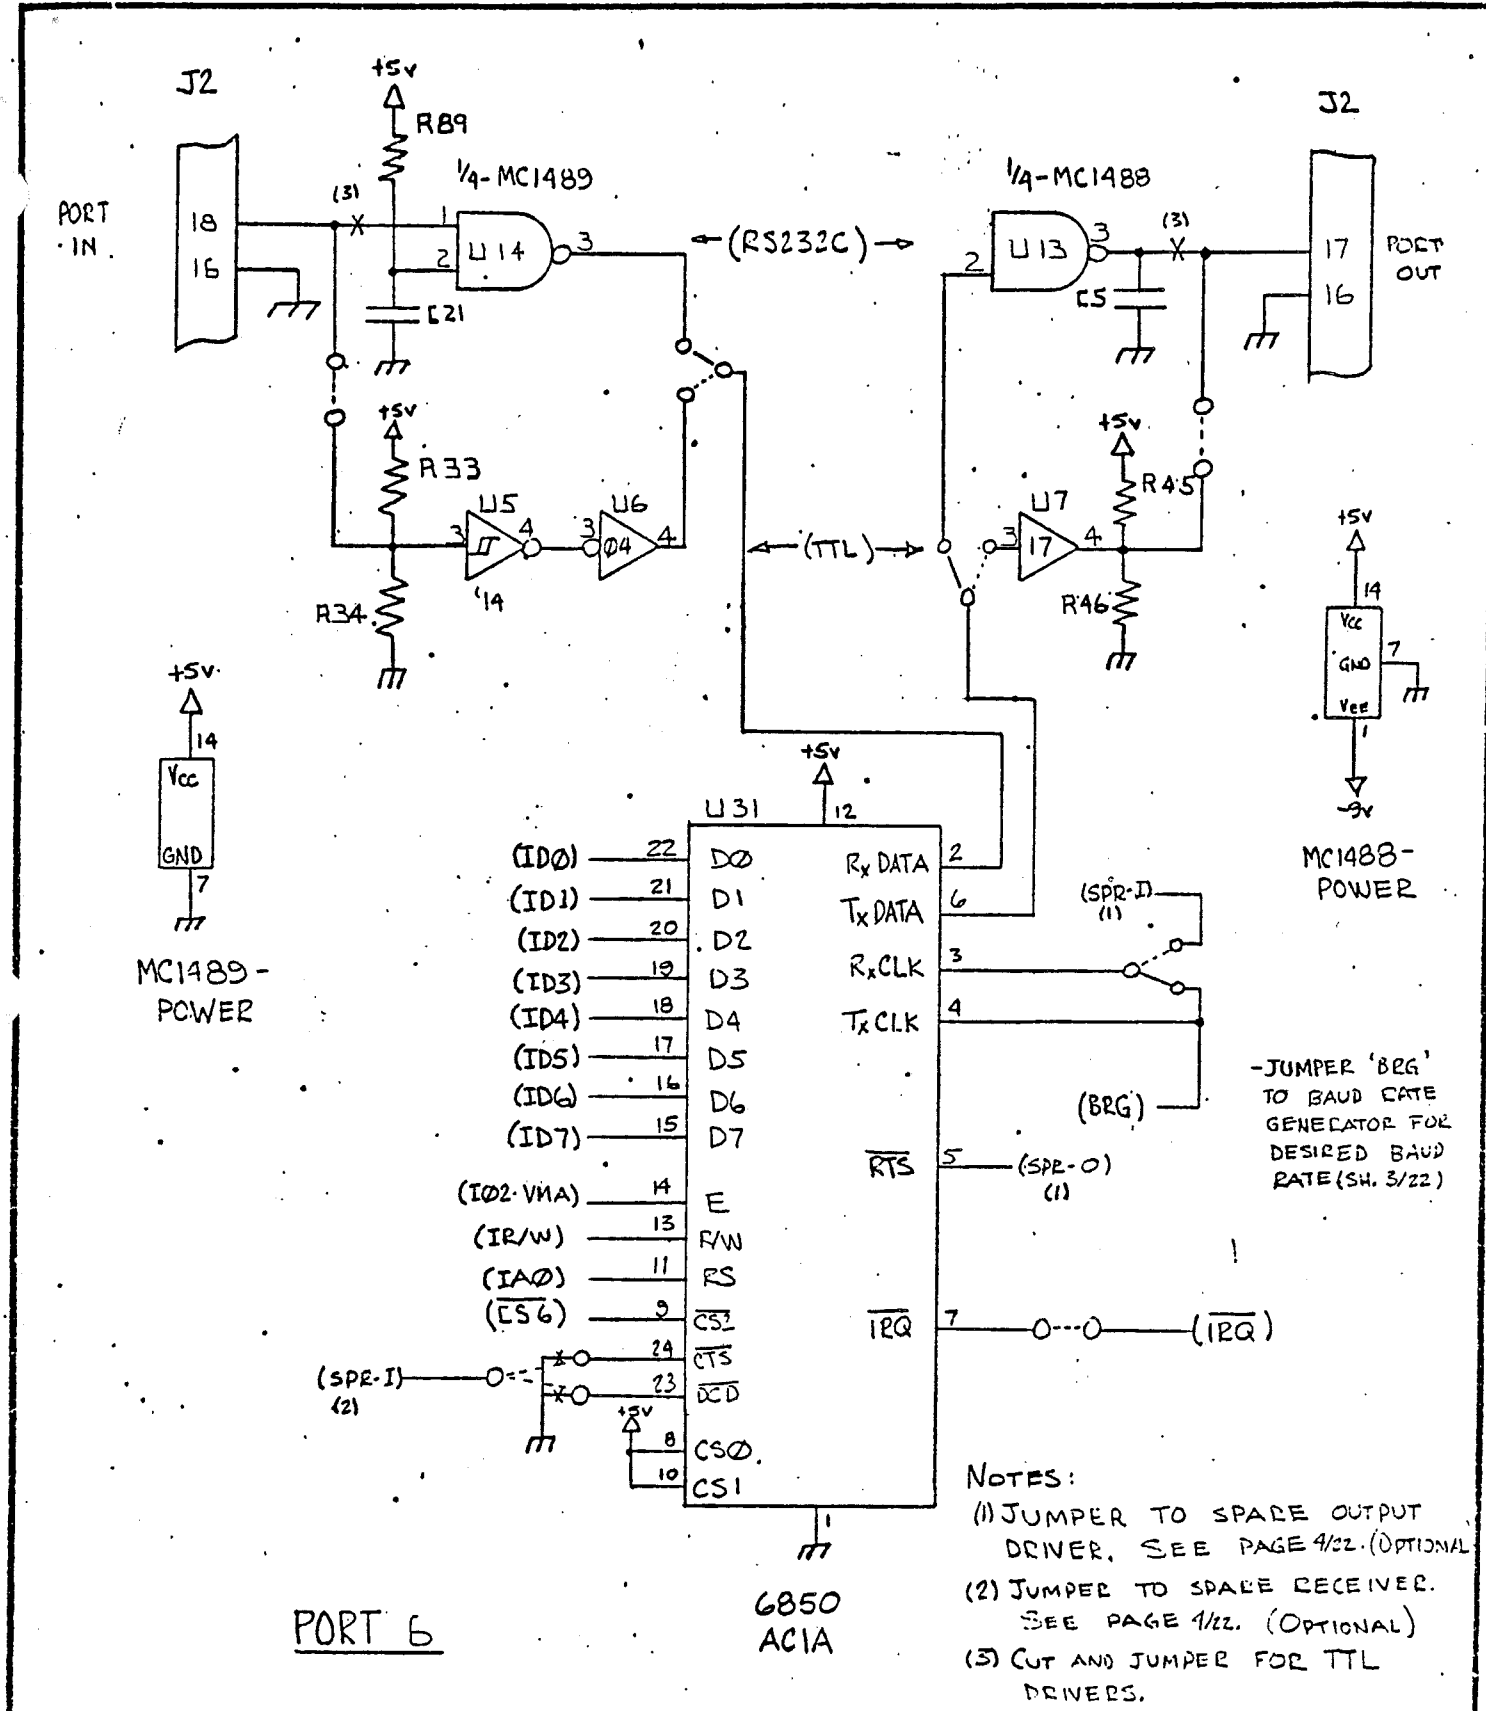 J2
+5v
R89
1/4-MC1489
(3)
PORT
IN
18
16
1
2
U14
3
C21
←(RS232C)→
1/4-MC1488
2
U13
3
(3)
C5
J2
17
16
PORT
OUT
+5v
R33
R34
3
U5
4
'14
3
U6
Ø4
4
←(TTL)→
3
U7
17
4
+5v
R45
R46
+5v
14
Vcc
GND
7
VEE
1
-9v
MC1488-
POWER
+5v
14
Vcc
GND
7
MC1489-
POWER
+5v
U31
12
(IDØ) 22 DØ
(ID1) 21 D1
(ID2) 20 D2
(ID3) 19 D3
(ID4) 18 D4
(ID5) 17 D5
(ID6) 16 D6
(ID7) 15 D7
(IØ2·VMA) 14 E
(IR/W) 13 R/W
(IAØ) 11 RS
(CS6) 9 CS2
24 CTS
(SPR-I)
(2)
23 DCD
+5v
8 CSØ
10 CS1
1
RxDATA 2
TxDATA 6
RxCLK 3
TxCLK 4
RTS 5
(SPR-O)
(1)
IRQ 7
(IRQ)
(SPR-I)
(1)
(BRG)
-JUMPER 'BRG'
TO BAUD RATE
GENERATOR FOR
DESIRED BAUD
RATE (SH. 3/22)
6850
ACIA
PORT 6
NOTES:
(1) JUMPER TO SPARE OUTPUT
DRIVER. SEE PAGE 4/22. (OPTIONAL
(2) JUMPER TO SPARE RECEIVER.
SEE PAGE 4/22. (OPTIONAL)
(3) CUT AND JUMPER FOR TTL
DRIVERS.